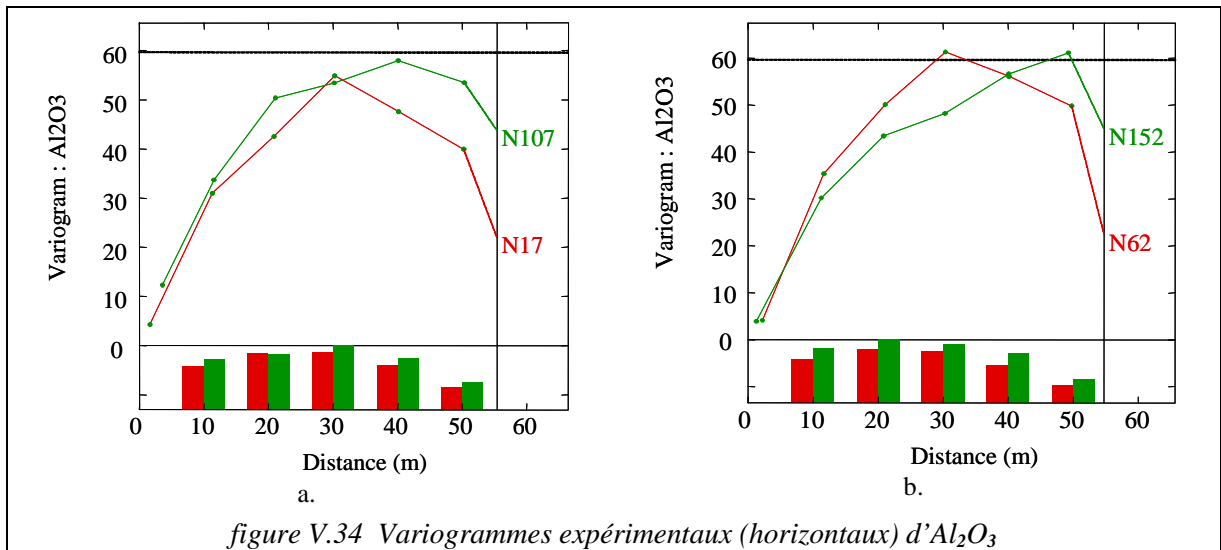 Variogram : Al2O3
60
50
40
30
20
10
0
N107
N17
0 10 20 30 40 50 60
Distance (m)
a.
Variogram : Al2O3
60
50
40
30
20
10
0
N152
N62
0 10 20 30 40 50 60
Distance (m)
b.
figure V.34 Variogrammes expérimentaux (horizontaux) d'Al₂O₃